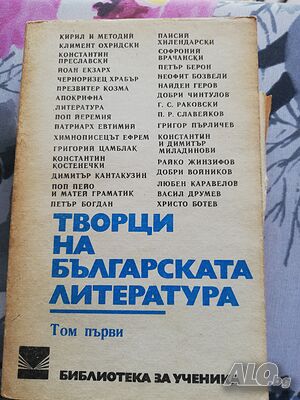 КИРИЛ И МЕТОДИЙ
КЛИМЕНТ ОХРИДСКИ
КОНСТАНТИН
ПРЕСЛАВСКИ
ЙОАН ЕКЗАРХ
ЧЕРНОРИЗЕЦ ХРАБЪР
ПРЕЗВИТЕР КОЗМА
АПОКРИФНА
ЛИТЕРАТУРА
ПОП ЙЕРЕМИЯ
ПАТРИАРХ ЕВТИМИЙ
ХИМНОПИСЕЦЪТ ЕФРЕМ
ГРИГОРИЙ ЦАМБЛАК
КОНСТАНТИН
КОСТЕНЕЧКИ
ДИМИТЪР КАНТАКУЗИН
ПОП ПЕЙО
И МАТЕЙ ГРАМАТИК
ПЕТЪР БОГДАН
ПАИСИЙ
ХИЛЕНДАРСКИ
СОФРОНИЙ
ВРАЧАНСКИ
ПЕТЪР БЕРОН
НЕОФИТ БОЗВЕЛИ
НАЙДЕН ГЕРОВ
ДОБРИ ЧИНТУЛОВ
Г. С. РАКОВСКИ
П. Р. СЛАВЕЙКОВ
ГРИГОР ПЪРЛИЧЕВ
КОНСТАНТИН
И ДИМИТЪР
МИЛАДИНОВИ
РАЙКО ЖИНЗИФОВ
ДОБРИ ВОЙНИКОВ
ЛЮБЕН КАРАВЕЛОВ
ВАСИЛ ДРУМЕВ
ХРИСТО БОТЕВ
ТВОРЦИ
НА
БЪЛГАРСКАТА
ЛИТЕРАТУРА
Том първи
БИБЛИОТЕКА ЗА УЧЕНИКА
ALO.bg